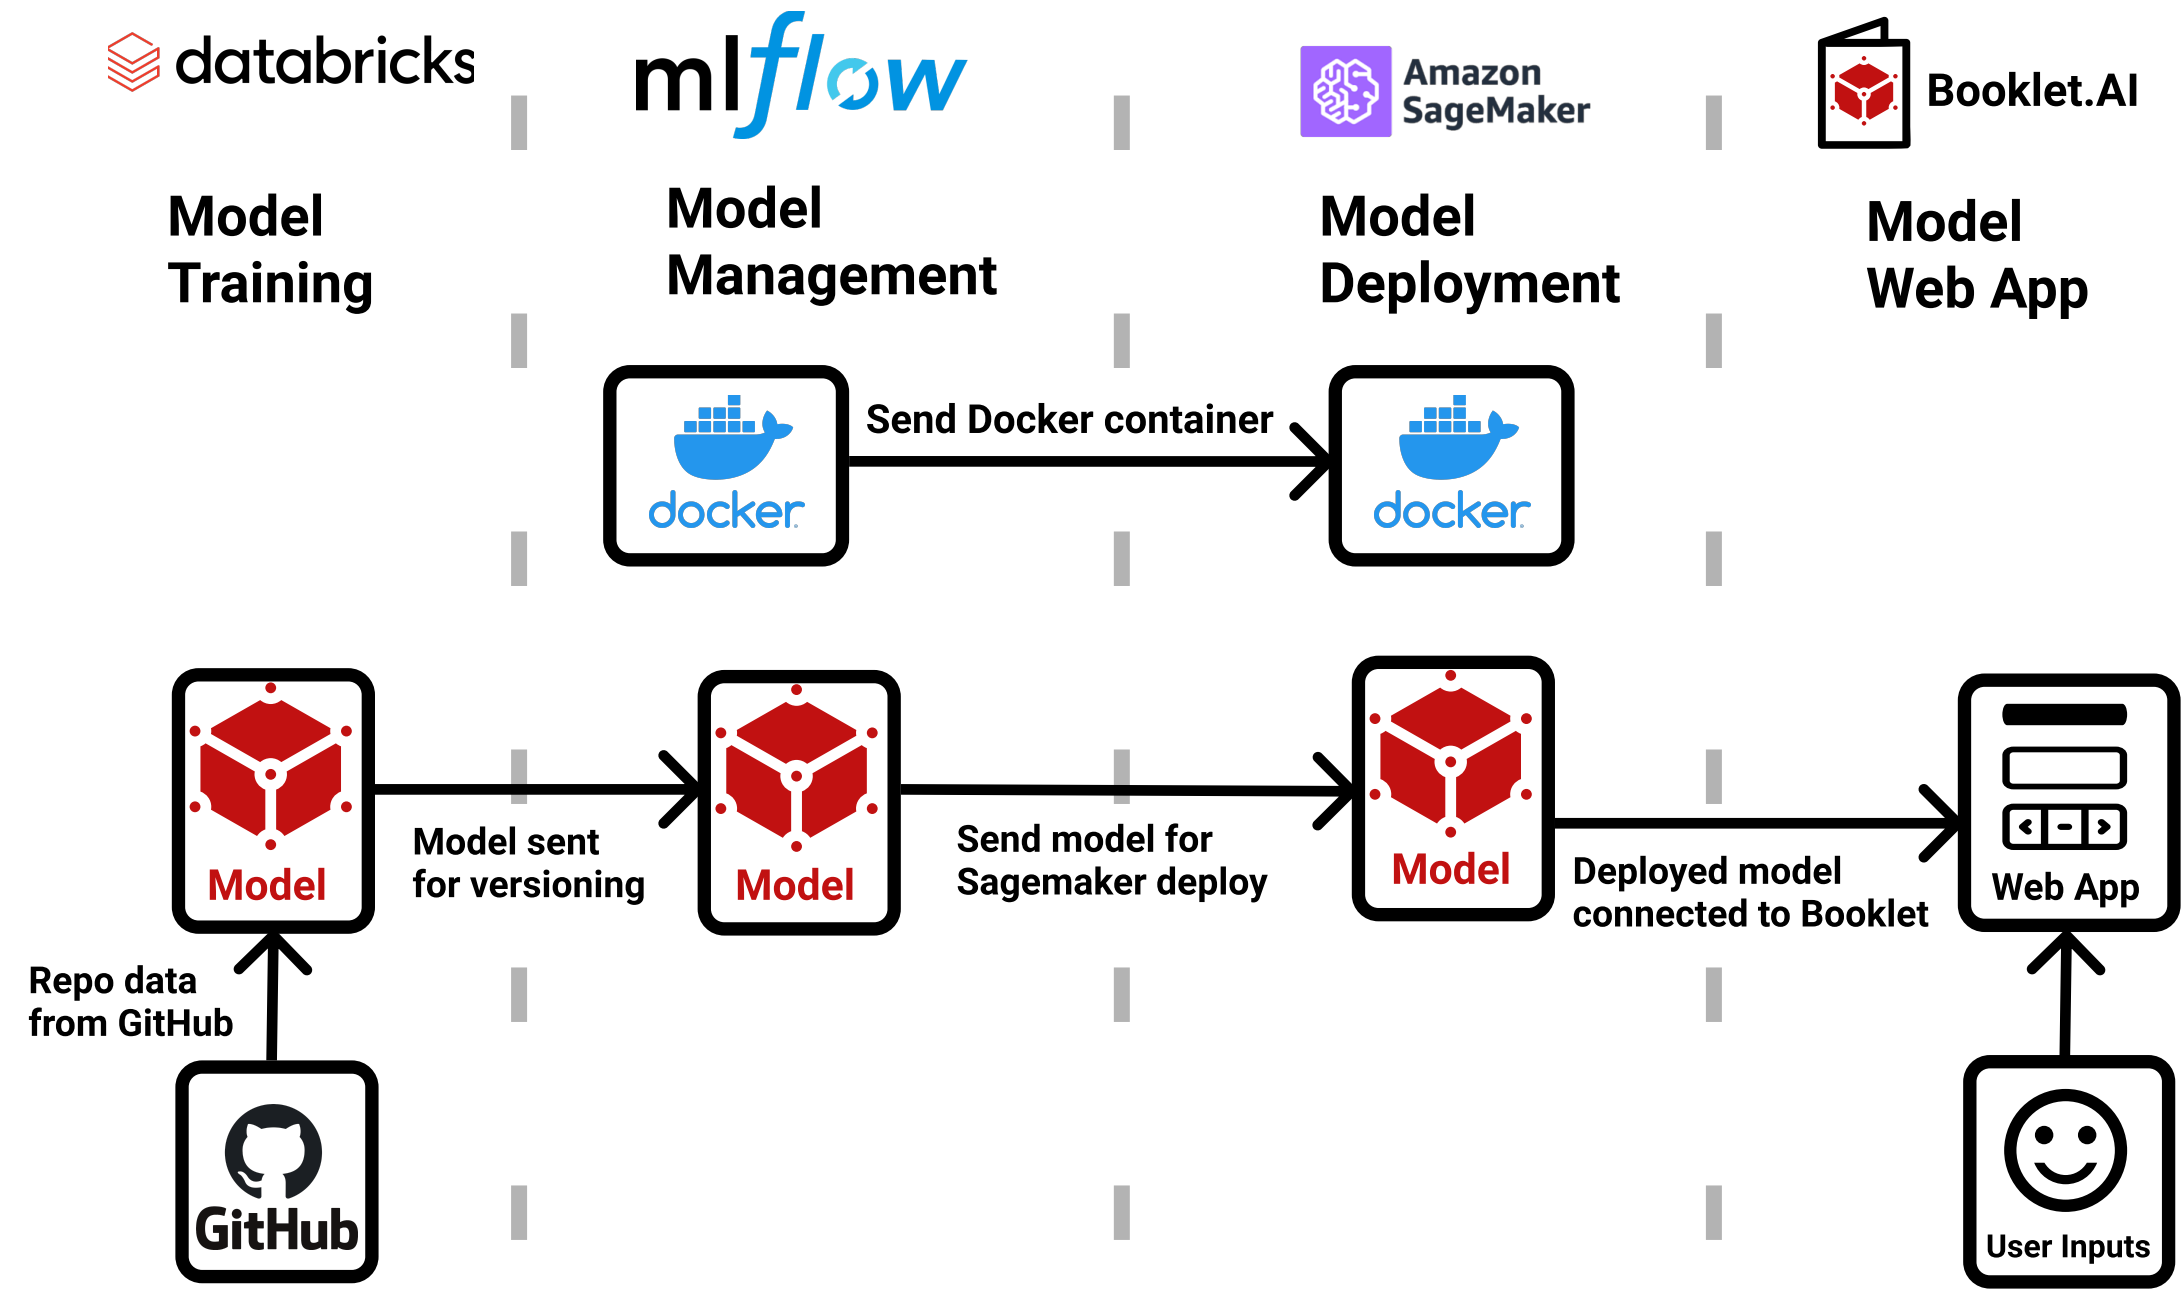 databricks
mlflow
Amazon
SageMaker
Booklet.AI
Model
Training
Model
Management
Model
Deployment
Model
Web App
docker
Send Docker container
docker
Model
Model sent
for versioning
Model
Send model for
Sagemaker deploy
Model
Deployed model
connected to Booklet
Web App
Repo data
from GitHub
GitHub
User Inputs